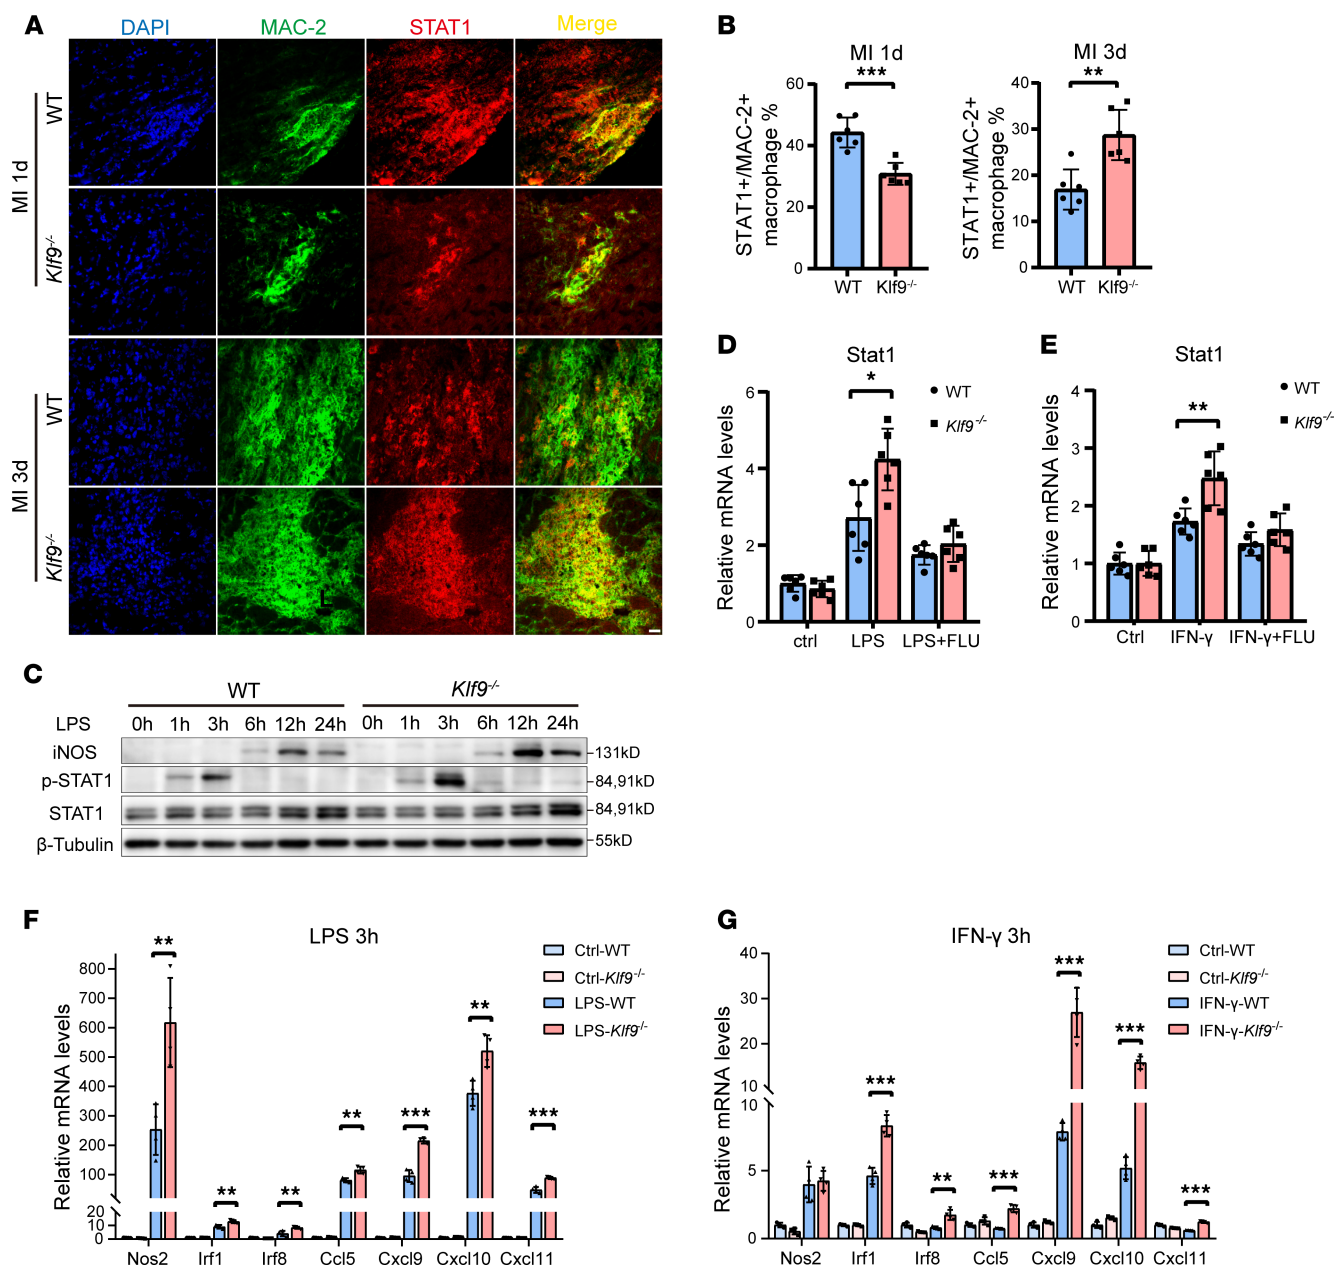 A
DAPI MAC-2 STAT1 Merge
MI 1d
WT
Klf9-/-
MI 3d
WT
Klf9-/-
B
MI 1d
***
STAT1+/MAC-2+
macrophage %
60
40
20
0
WT Klf9-/-
MI 3d
**
STAT1+/MAC-2+
macrophage %
40
30
20
10
0
WT Klf9-/-
C
WT Klf9-/-
LPS 0h 1h 3h 6h 12h 24h 0h 1h 3h 6h 12h 24h
iNOS 131kD
p-STAT1 84,91kD
STAT1 84,91kD
β-Tubulin 55kD
D
Stat1
*
WT
Klf9-/-
Relative mRNA levels
6
4
2
0
ctrl LPS LPS+FLU
E
Stat1
**
WT
Klf9-/-
Relative mRNA levels
4
3
2
1
0
Ctrl IFN-γ IFN-γ+FLU
F
LPS 3h
Ctrl-WT
Ctrl-Klf9-/-
LPS-WT
LPS-Klf9-/-
Relative mRNA levels
800
700
600
500
400
300
200
100
20
10
0
** ** ** ** *** ** ***
Nos2 Irf1 Irf8 Ccl5 Cxcl9 Cxcl10 Cxcl11
G
IFN-γ 3h
Ctrl-WT
Ctrl-Klf9-/-
IFN-γ-WT
IFN-γ-Klf9-/-
Relative mRNA levels
40
30
20
10
10
5
0
*** ** *** *** *** ***
Nos2 Irf1 Irf8 Ccl5 Cxcl9 Cxcl10 Cxcl11